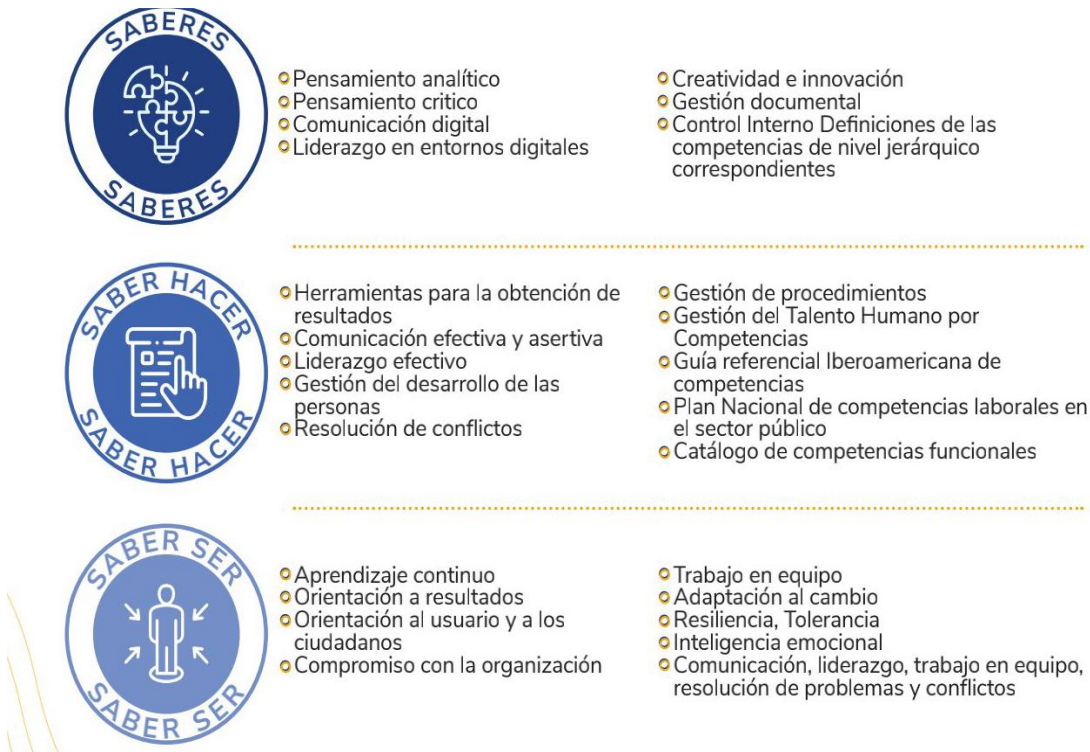 SABERES
Pensamiento analítico
Pensamiento critico
Comunicación digital
Liderazgo en entornos digitales
Creatividad e innovación
Gestión documental
Control Interno Definiciones de las
competencias de nivel jerárquico
correspondientes
SABERES
SABER HACER
Herramientas para la obtención de
resultados
Comunicación efectiva y asertiva
Liderazgo efectivo
Gestión del desarrollo de las
personas
Resolución de conflictos
Gestión de procedimientos
Gestión del Talento Humano por
Competencias
Guía referencial Iberoamericana de
competencias
Plan Nacional de competencias laborales en
el sector público
Catálogo de competencias funcionales
SABER HACER
SABER SER
Aprendizaje continuo
Orientación a resultados
Orientación al usuario y a los
ciudadanos
Compromiso con la organización
Trabajo en equipo
Adaptación al cambio
Resiliencia, Tolerancia
Inteligencia emocional
Comunicación, liderazgo, trabajo en equipo,
resolución de problemas y conflictos
SABER SER